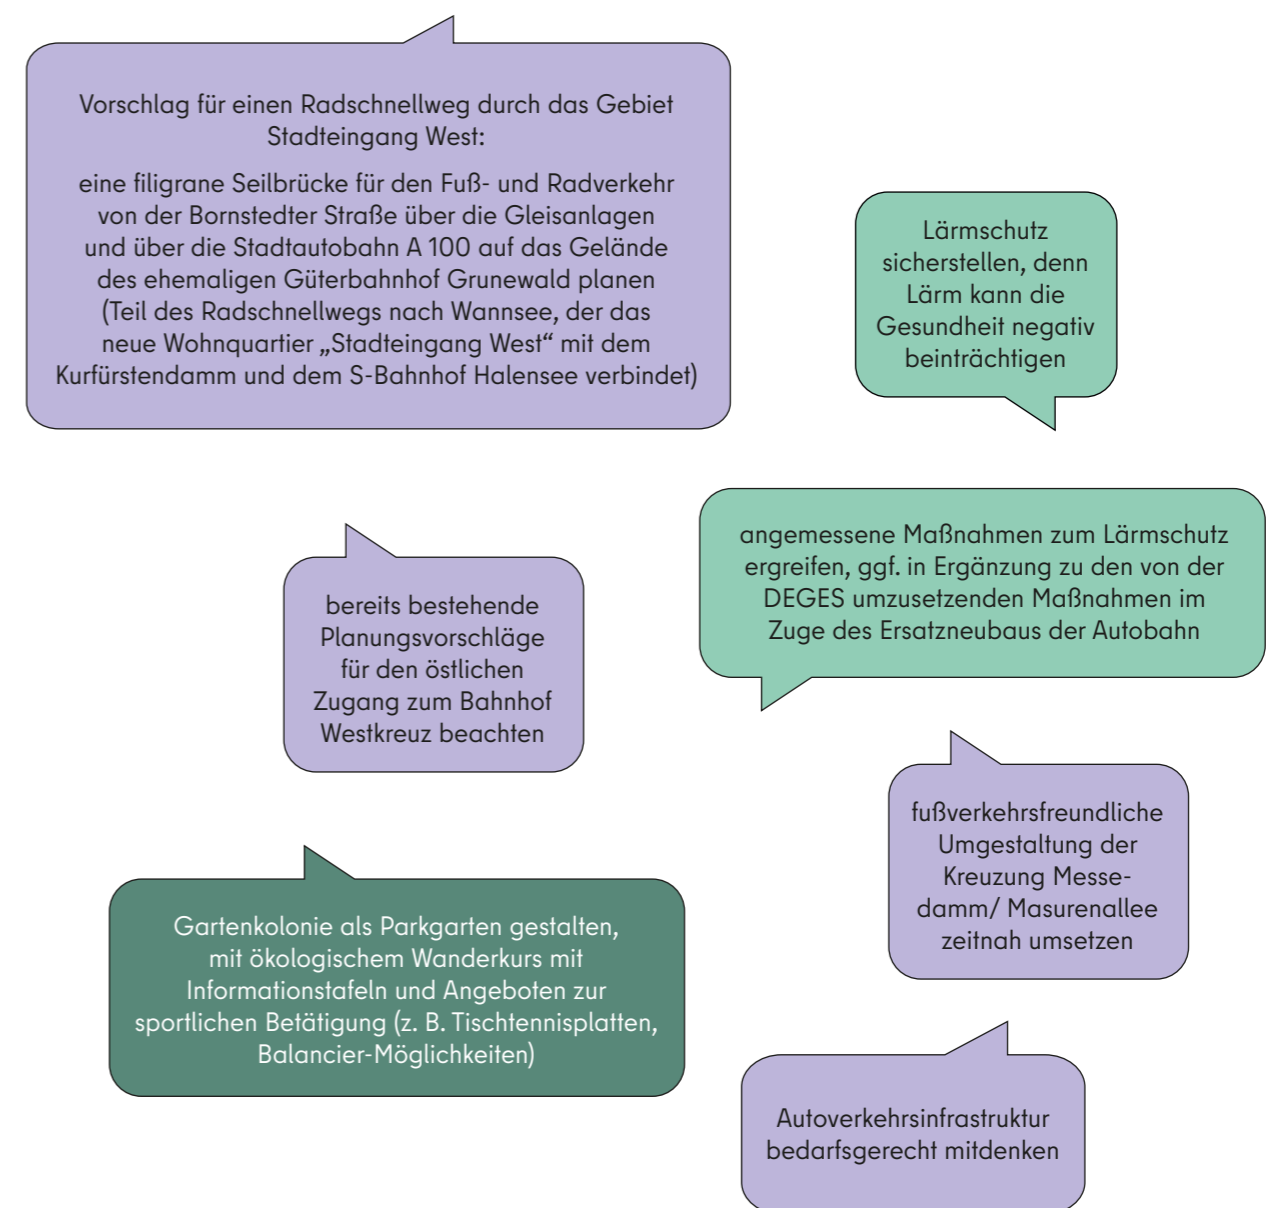 Vorschlag für einen Radschnellweg durch das Gebiet
Stadteingang West:
eine filigrane Seilbrücke für den Fuß- und Radverkehr
von der Bornstedter Straße über die Gleisanlagen
und über die Stadtautobahn A 100 auf das Gelände
des ehemaligen Güterbahnhof Grunewald planen
(Teil des Radschnellwegs nach Wannsee, der das
neue Wohnquartier „Stadteingang West“ mit dem
Kurfürstendamm und dem S-Bahnhof Halensee verbindet)
Lärmschutz
sicherstellen, denn
Lärm kann die
Gesundheit negativ
beinträchtigen
angemessene Maßnahmen zum Lärmschutz
ergreifen, ggf. in Ergänzung zu den von der
DEGES umzusetzenden Maßnahmen im
Zuge des Ersatzneubaus der Autobahn
bereits bestehende
Planungsvorschläge
für den östlichen
Zugang zum Bahnhof
Westkreuz beachten
fußverkehrsfreundliche
Umgestaltung der
Kreuzung Messe-
damm/ Masurenallee
zeitnah umsetzen
Gartenkolonie als Parkgarten gestalten,
mit ökologischem Wanderkurs mit
Informationstafeln und Angeboten zur
sportlichen Betätigung (z. B. Tischtennisplatten,
Balancier-Möglichkeiten)
Autoverkehrsinfrastruktur
bedarfsgerecht mitdenken